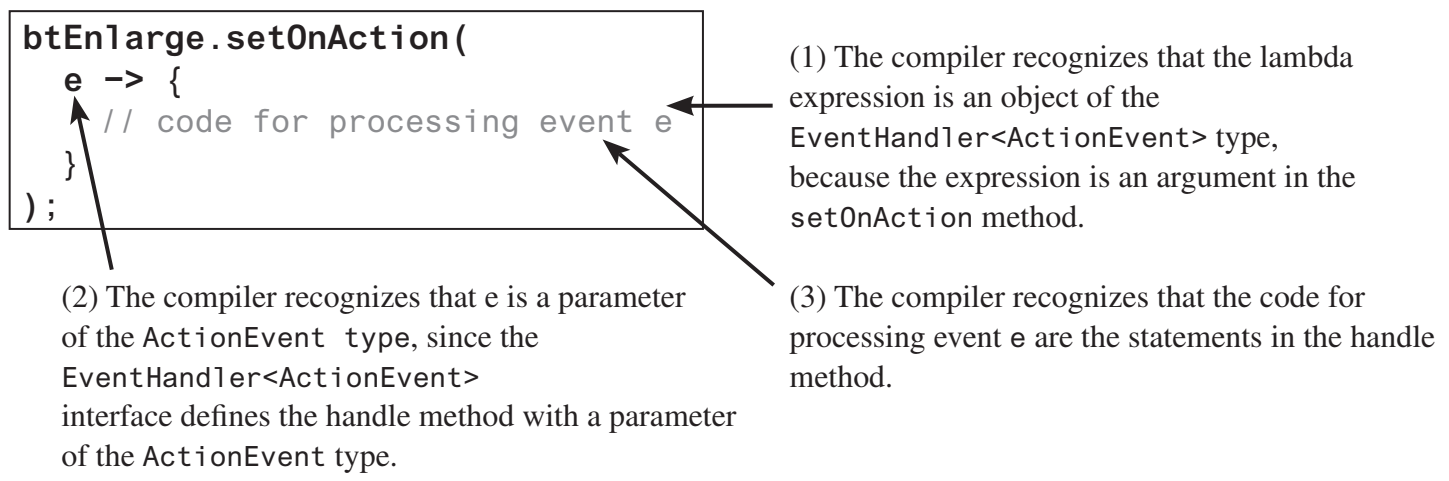 btEnlarge.setOnAction(
e −> {
// code for processing event e
}
);
(1) The compiler recognizes that the lambda
expression is an object of the
EventHandler<ActionEvent> type,
because the expression is an argument in the
setOnAction method.
(2) The compiler recognizes that e is a parameter
of the ActionEvent type, since the
EventHandler<ActionEvent>
interface defines the handle method with a parameter
of the ActionEvent type.
(3) The compiler recognizes that the code for
processing event e are the statements in the handle
method.